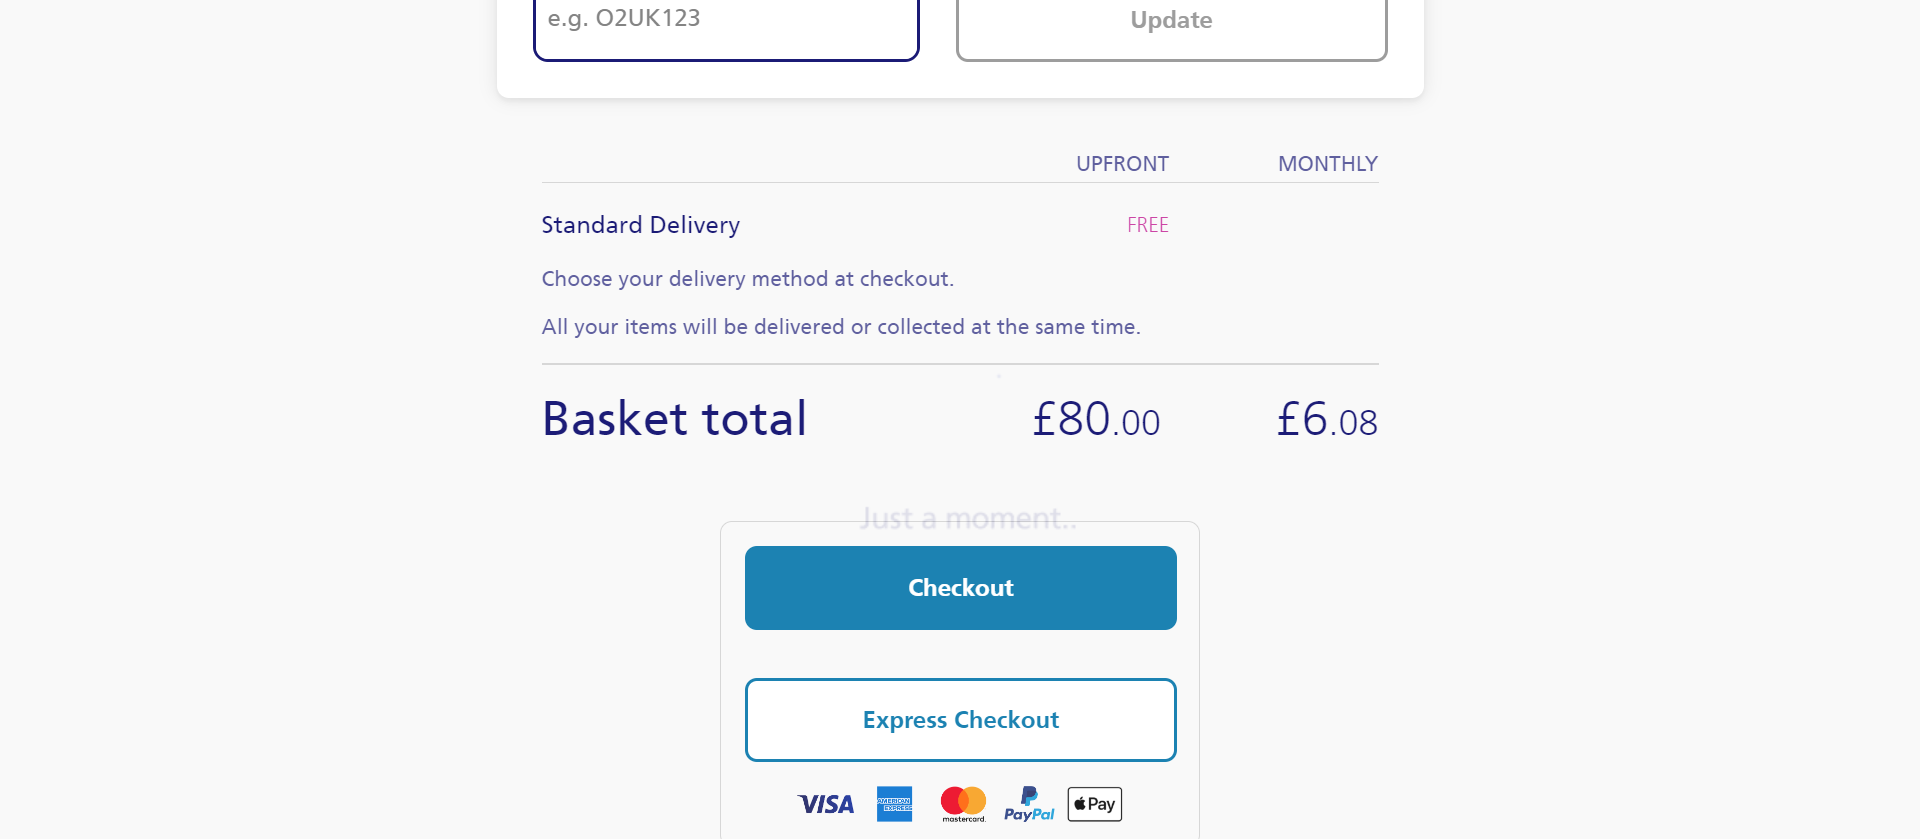 e.g. O2UK123
Update
UPFRONT MONTHLY
Standard Delivery FREE
Choose your delivery method at checkout.
All your items will be delivered or collected at the same time.
Basket total £80.00 £6.08
Just a moment..
Checkout
Express Checkout
VISA AMERICAN EXPRESS mastercard. PayPal Pay